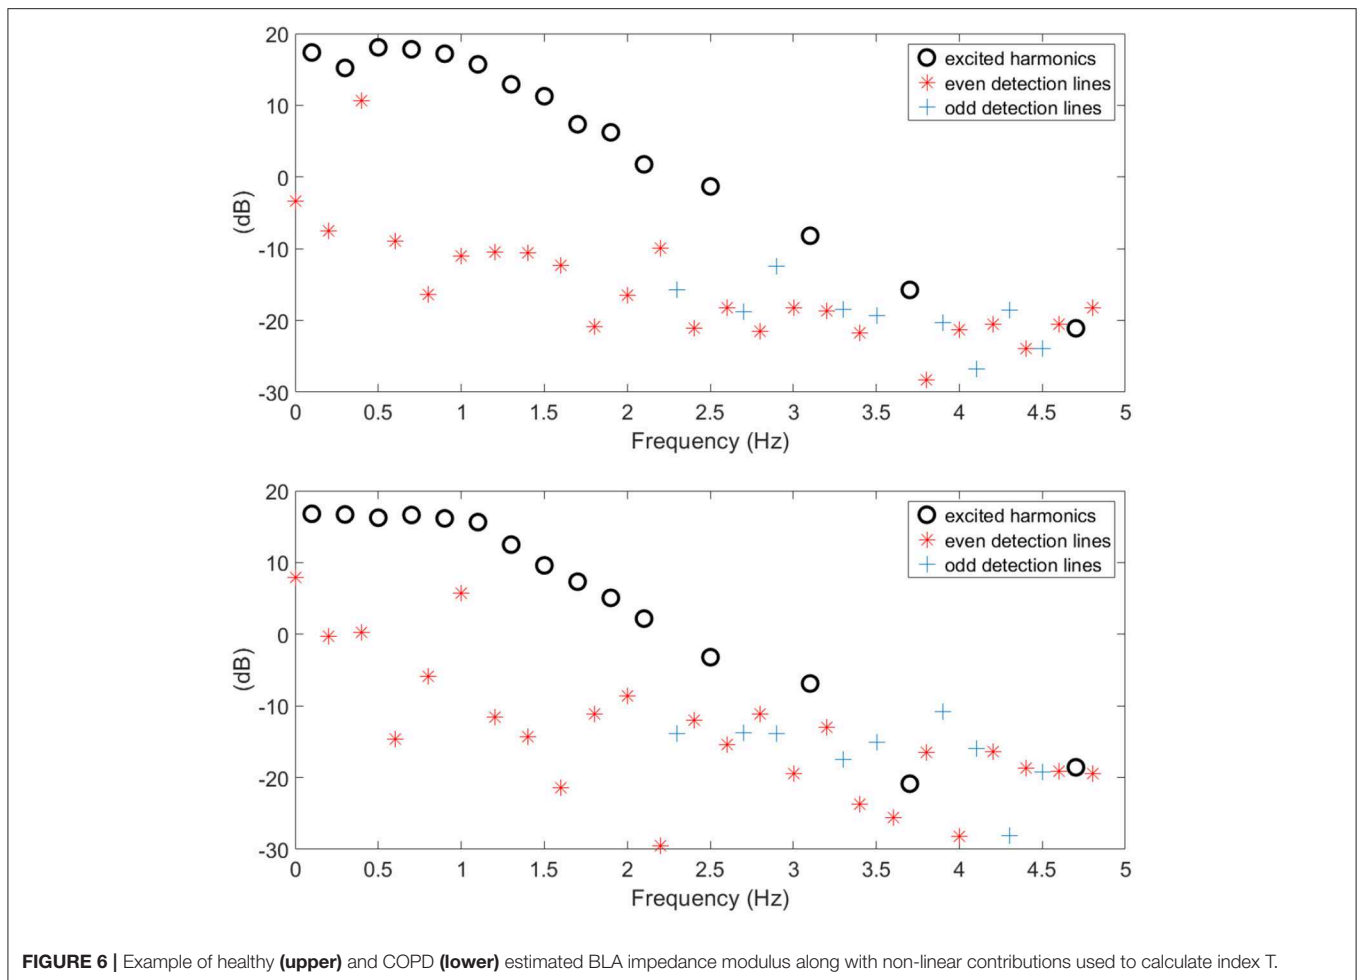 20
10
0
-10
-20
-30
(dB)
excited harmonics
even detection lines
odd detection lines
0 0.5 1 1.5 2 2.5 3 3.5 4 4.5 5
Frequency (Hz)
20
10
0
-10
-20
-30
(dB)
excited harmonics
even detection lines
odd detection lines
0 0.5 1 1.5 2 2.5 3 3.5 4 4.5 5
Frequency (Hz)
FIGURE 6 | Example of healthy (upper) and COPD (lower) estimated BLA impedance modulus along with non-linear contributions used to calculate index T.